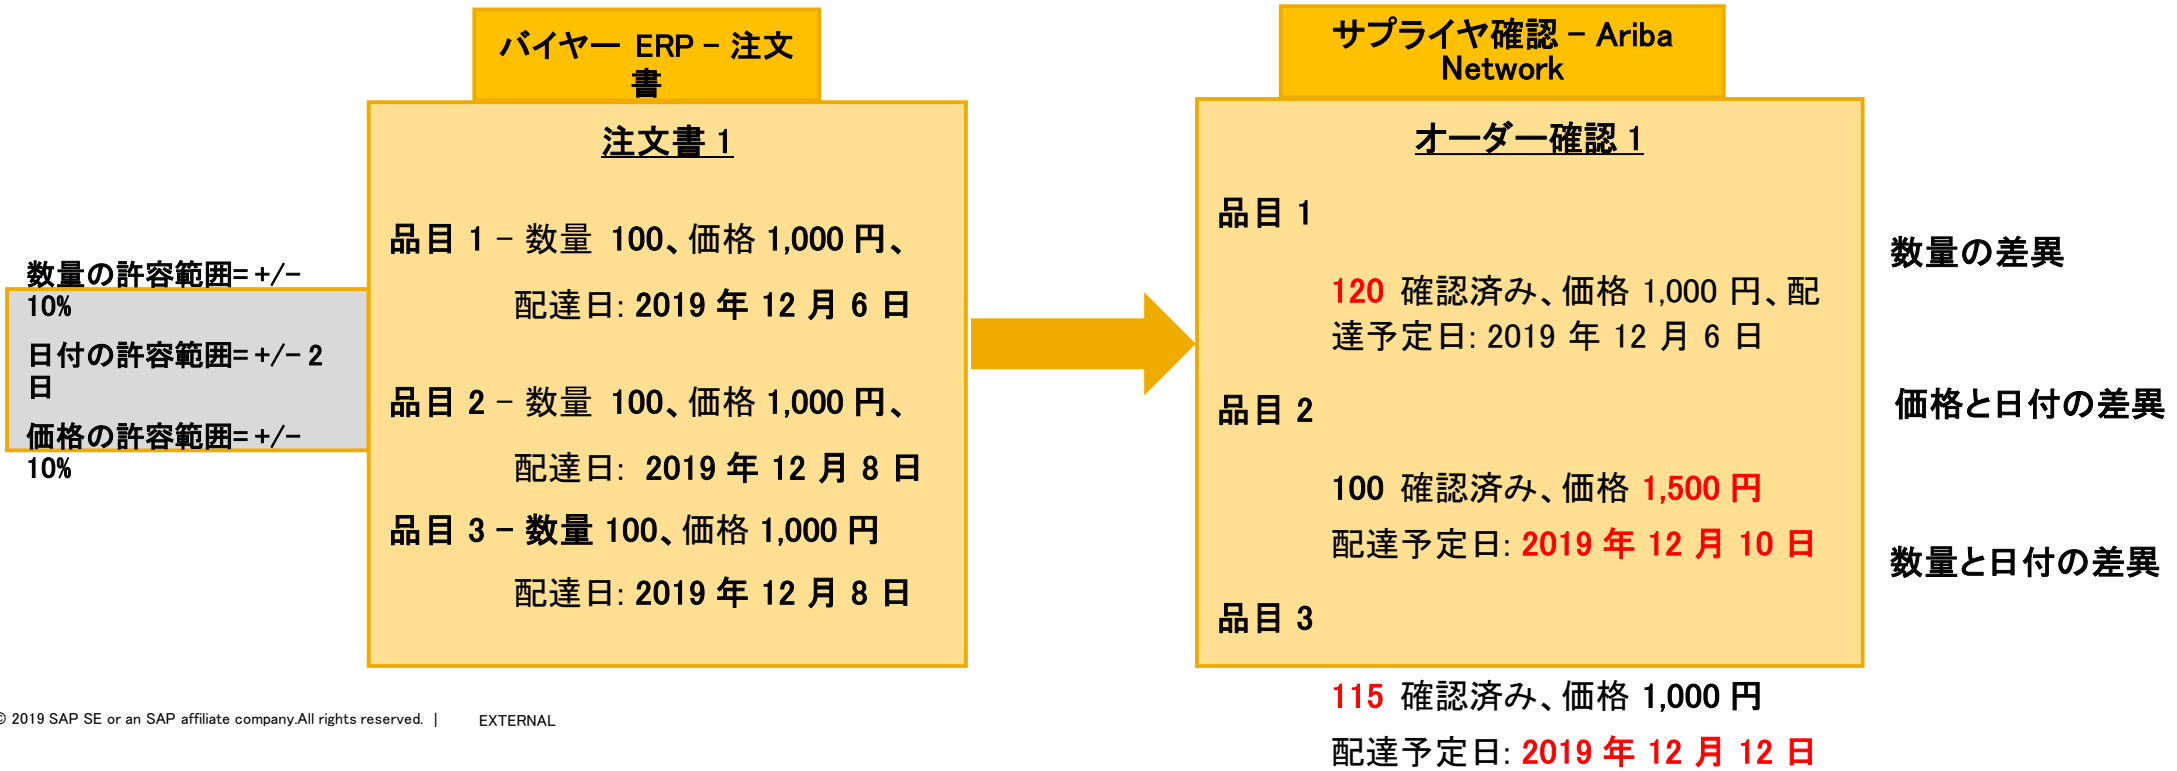 バイヤー ERP – 注文
書
サプライヤ確認 – Ariba
Network
数量の許容範囲= +/-
10%
日付の許容範囲= +/- 2
日
価格の許容範囲= +/-
10%
注文書 1
品目 1 – 数量 100、価格 1,000 円、
配達日: 2019 年 12 月 6 日
品目 2 – 数量 100、価格 1,000 円、
配達日: 2019 年 12 月 8 日
品目 3 – 数量 100、価格 1,000 円
配達日: 2019 年 12 月 8 日
オーダー確認 1
品目 1
120 確認済み、価格 1,000 円、配
達予定日: 2019 年 12 月 6 日
品目 2
100 確認済み、価格 1,500 円
配達予定日: 2019 年 12 月 10 日
品目 3
115 確認済み、価格 1,000 円
配達予定日: 2019 年 12 月 12 日
数量の差異
価格と日付の差異
数量と日付の差異
© 2019 SAP SE or an SAP affiliate company.All rights reserved. | EXTERNAL